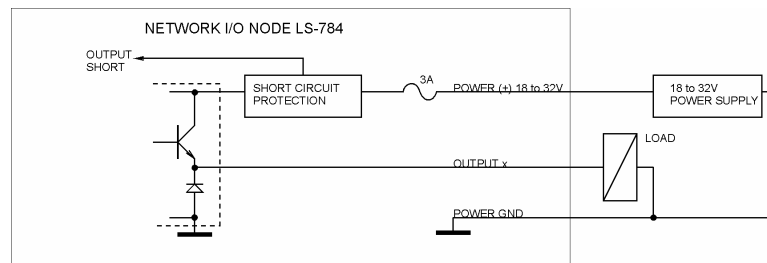 NETWORK I/O NODE LS-784
OUTPUT
SHORT
SHORT CIRCUIT
PROTECTION
3A
POWER (+) 18 to 32V
18 to 32V
POWER SUPPLY
LOAD
OUTPUT x
POWER GND